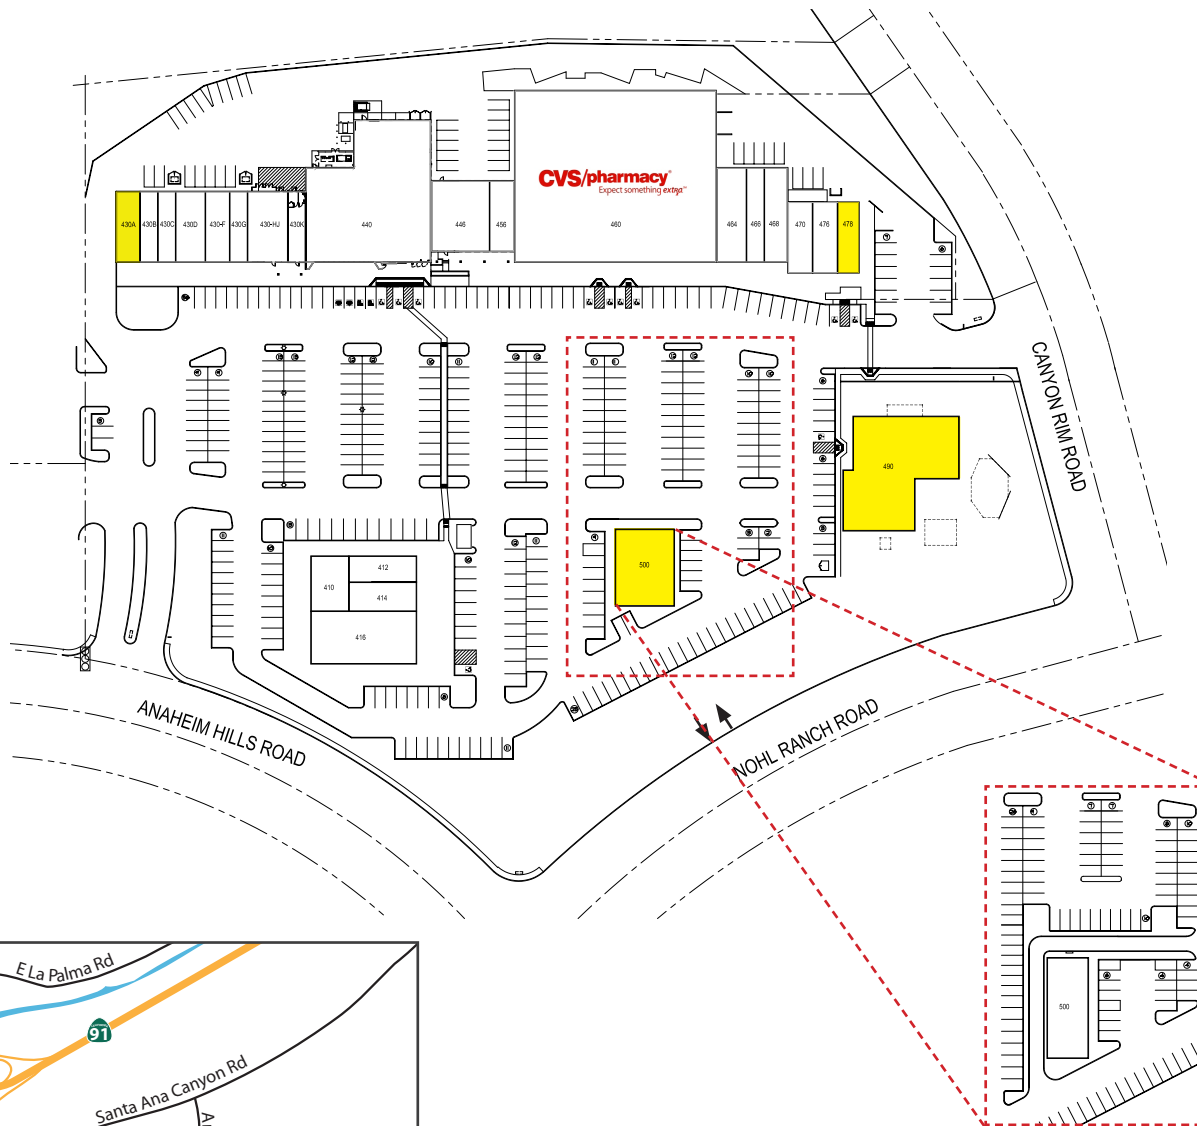 CVS/pharmacy
Expect something extra™
430A
430B
430C
430D
430-F
430G
430-HJ
430K
440
446
456
460
464
466
468
470
476
478
490
CANYON RIM ROAD
500
410
412
414
416
ANAHEIM HILLS ROAD
NOHL RANCH ROAD
500
E La Palma Rd
91
Santa Ana Canyon Rd